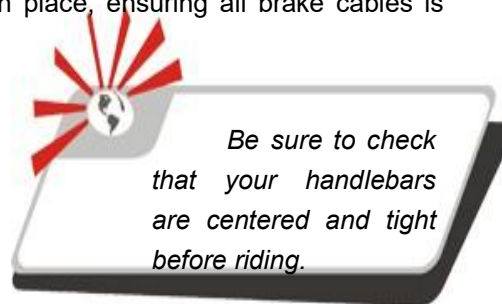 place, ensuring all brake cables is
Be sure to check
that your handlebars
are centered and tight
before riding.